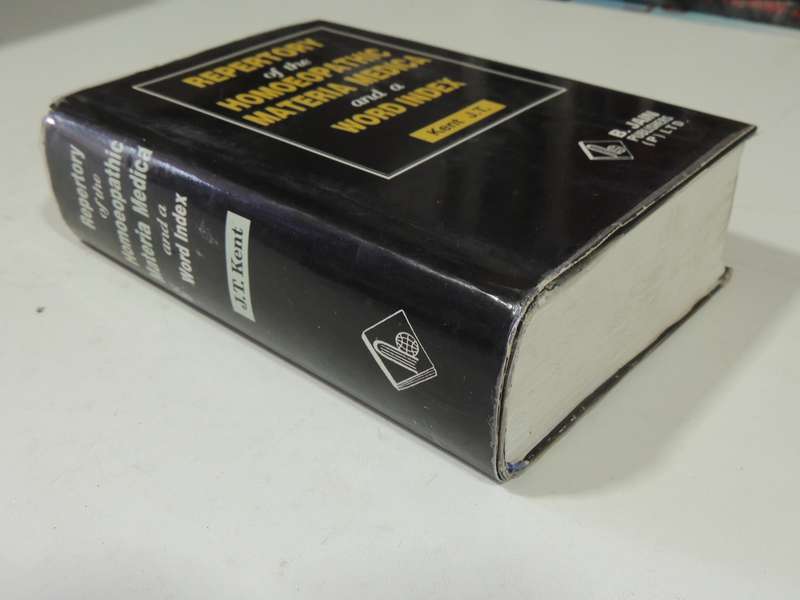 REPERTORY
of the
HOMOEOPATHIC
MATERIA MEDICA
and a
WORD INDEX
Kent J.T.
B. JAIN
PUBLISHERS
(P) LTD.
Repertory
of the
Homoeopathic
Materia Medica
and a
Word Index
J.T. Kent